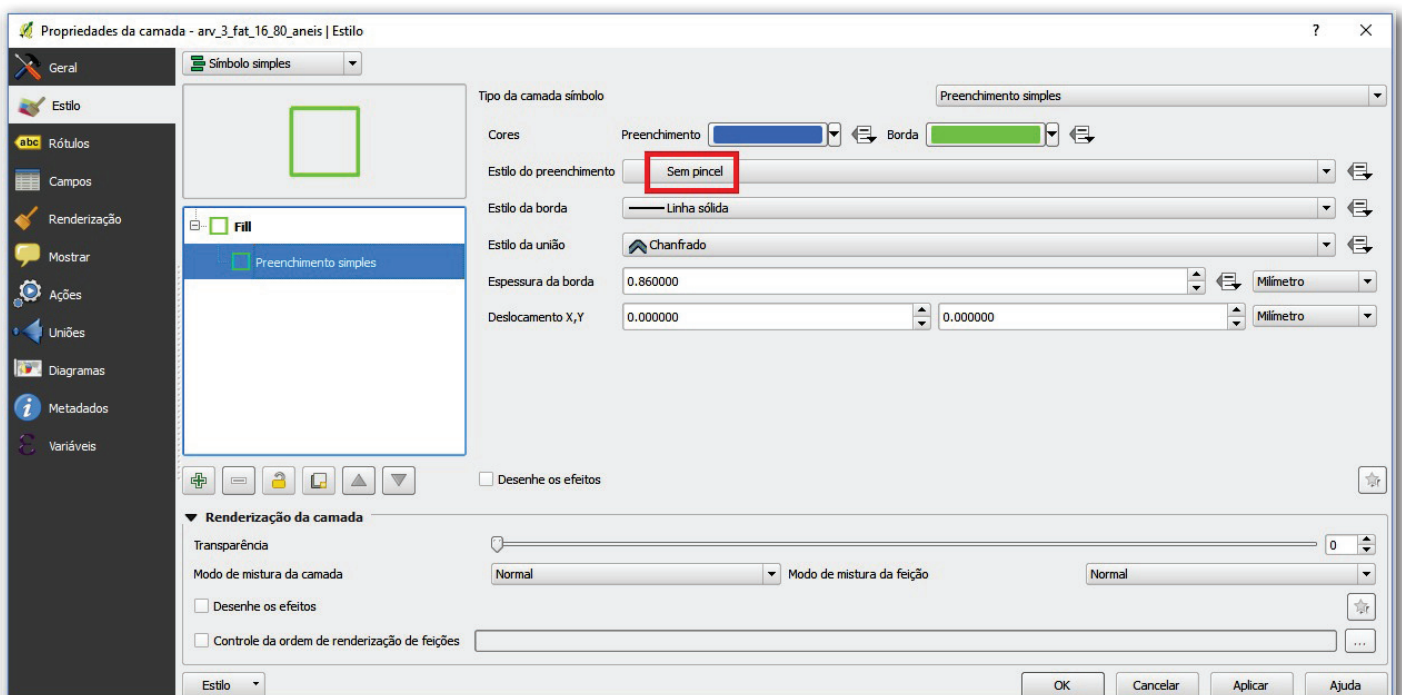 Propriedades da camada - arv_3_fat_16_80_aneis | Estilo ?
Geral
Estilo
abc Rótulos
Campos
Renderização
Mostrar
Ações
Uniões
Diagramas
Metadados
Variáveis
Símbolo simples
Fill
Preenchimento simples
Tipo da camada símbolo Preenchimento simples
Cores Preenchimento Borda
Estilo do preenchimento Sem pincel
Estilo da borda Linha sólida
Estilo da união Chanfrado
Espessura da borda 0.860000 Milímetro
Deslocamento X,Y 0.000000 0.000000 Milímetro
Desenhe os efeitos
Renderização da camada
Transparência 0
Modo de mistura da camada Normal Modo de mistura da feição Normal
Desenhe os efeitos
Controle da ordem de renderização de feições ...
Estilo OK Cancelar Aplicar Ajuda